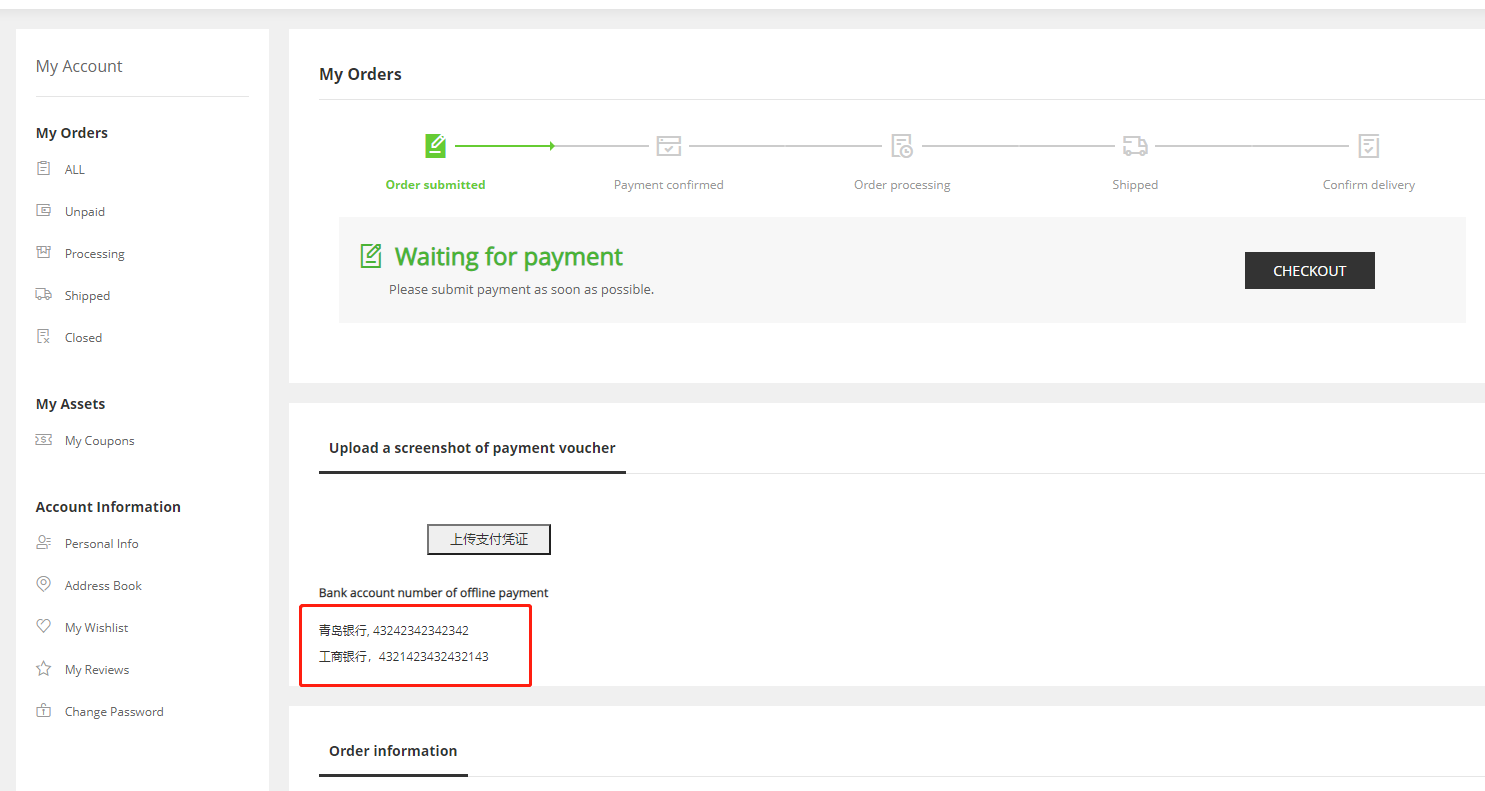 My Account
My Orders
ALL
Unpaid
Processing
Shipped
Closed
My Assets
My Coupons
Account Information
Personal Info
Address Book
My Wishlist
My Reviews
Change Password
My Orders
Order submitted
Payment confirmed
Order processing
Shipped
Confirm delivery
Waiting for payment
Please submit payment as soon as possible.
CHECKOUT
Upload a screenshot of payment voucher
上传支付凭证
Bank account number of offline payment
青岛银行, 43242342342342
工商银行，4321423432432143
Order information